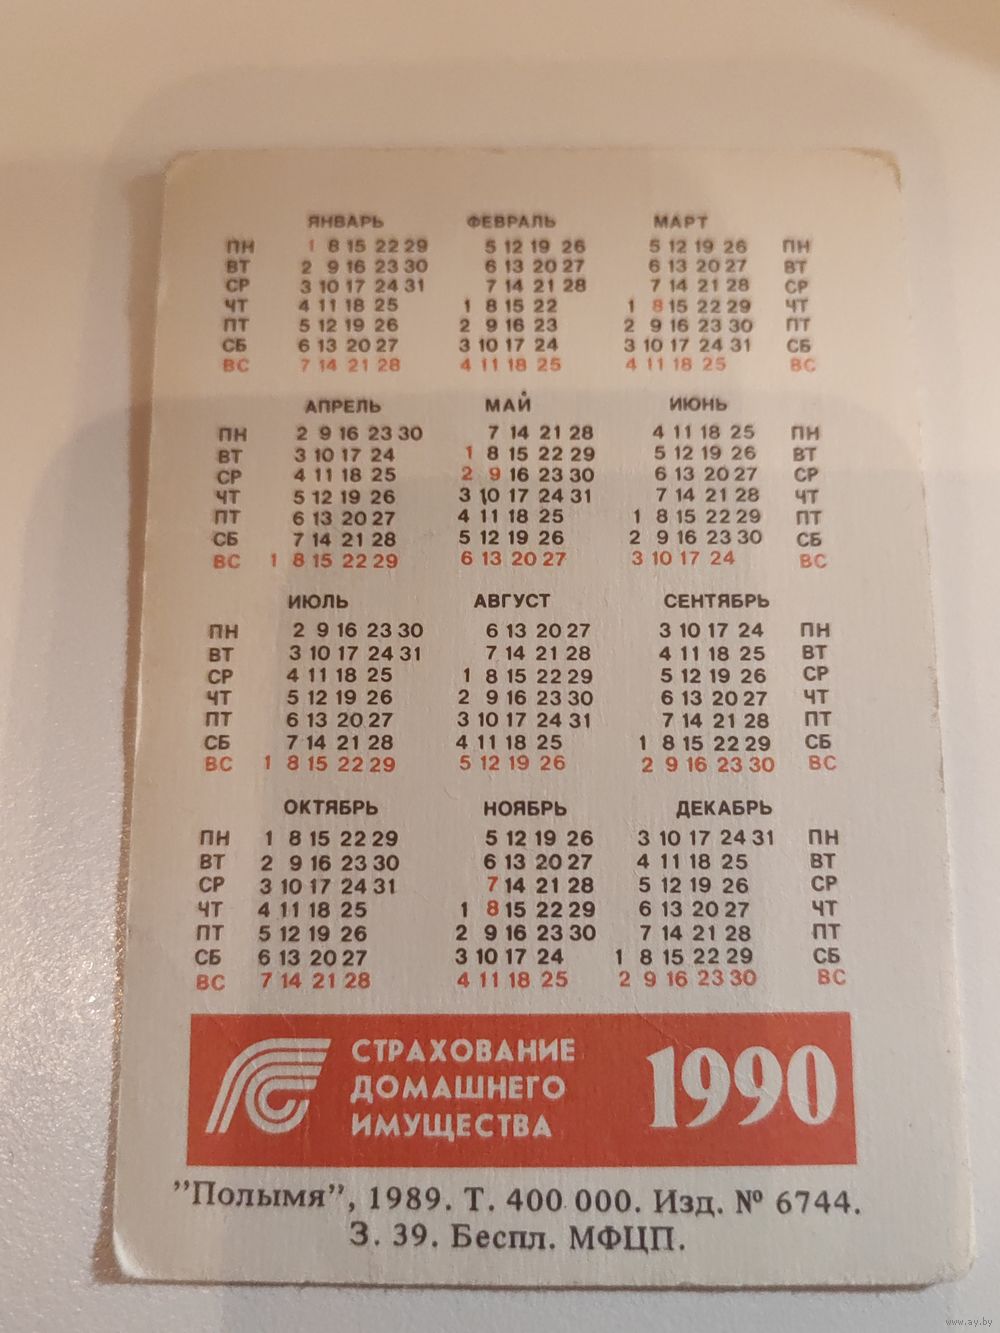 ЯНВАРЬ ФЕВРАЛЬ МАРТ
ПН 1 8 15 22 29 5 12 19 26 5 12 19 26 ПН
ВТ 2 9 16 23 30 6 13 20 27 6 13 20 27 ВТ
СР 3 10 17 24 31 7 14 21 28 7 14 21 28 СР
ЧТ 4 11 18 25 1 8 15 22 1 8 15 22 29 ЧТ
ПТ 5 12 19 26 2 9 16 23 2 9 16 23 30 ПТ
СБ 6 13 20 27 3 10 17 24 3 10 17 24 31 СБ
ВС 7 14 21 28 4 11 18 25 4 11 18 25 ВС
АПРЕЛЬ МАЙ ИЮНЬ
ПН 2 9 16 23 30 7 14 21 28 4 11 18 25 ПН
ВТ 3 10 17 24 1 8 15 22 29 5 12 19 26 ВТ
СР 4 11 18 25 2 9 16 23 30 6 13 20 27 СР
ЧТ 5 12 19 26 3 10 17 24 31 7 14 21 28 ЧТ
ПТ 6 13 20 27 4 11 18 25 1 8 15 22 29 ПТ
СБ 7 14 21 28 5 12 19 26 2 9 16 23 30 СБ
ВС 1 8 15 22 29 6 13 20 27 3 10 17 24 ВС
ИЮЛЬ АВГУСТ СЕНТЯБРЬ
ПН 2 9 16 23 30 6 13 20 27 3 10 17 24 ПН
ВТ 3 10 17 24 31 7 14 21 28 4 11 18 25 ВТ
СР 4 11 18 25 1 8 15 22 29 5 12 19 26 СР
ЧТ 5 12 19 26 2 9 16 23 30 6 13 20 27 ЧТ
ПТ 6 13 20 27 3 10 17 24 31 7 14 21 28 ПТ
СБ 7 14 21 28 4 11 18 25 1 8 15 22 29 СБ
ВС 1 8 15 22 29 5 12 19 26 2 9 16 23 30 ВС
ОКТЯБРЬ НОЯБРЬ ДЕКАБРЬ
ПН 1 8 15 22 29 5 12 19 26 3 10 17 24 31 ПН
ВТ 2 9 16 23 30 6 13 20 27 4 11 18 25 ВТ
СР 3 10 17 24 31 7 14 21 28 5 12 19 26 СР
ЧТ 4 11 18 25 1 8 15 22 29 6 13 20 27 ЧТ
ПТ 5 12 19 26 2 9 16 23 30 7 14 21 28 ПТ
СБ 6 13 20 27 3 10 17 24 1 8 15 22 29 СБ
ВС 7 14 21 28 4 11 18 25 2 9 16 23 30 ВС
СТРАХОВАНИЕ
ДОМАШНЕГО
ИМУЩЕСТВА
1990
"Полымя", 1989. Т. 400 000. Изд. № 6744.
З. 39. Беспл. МФЦП.
www.ay.by